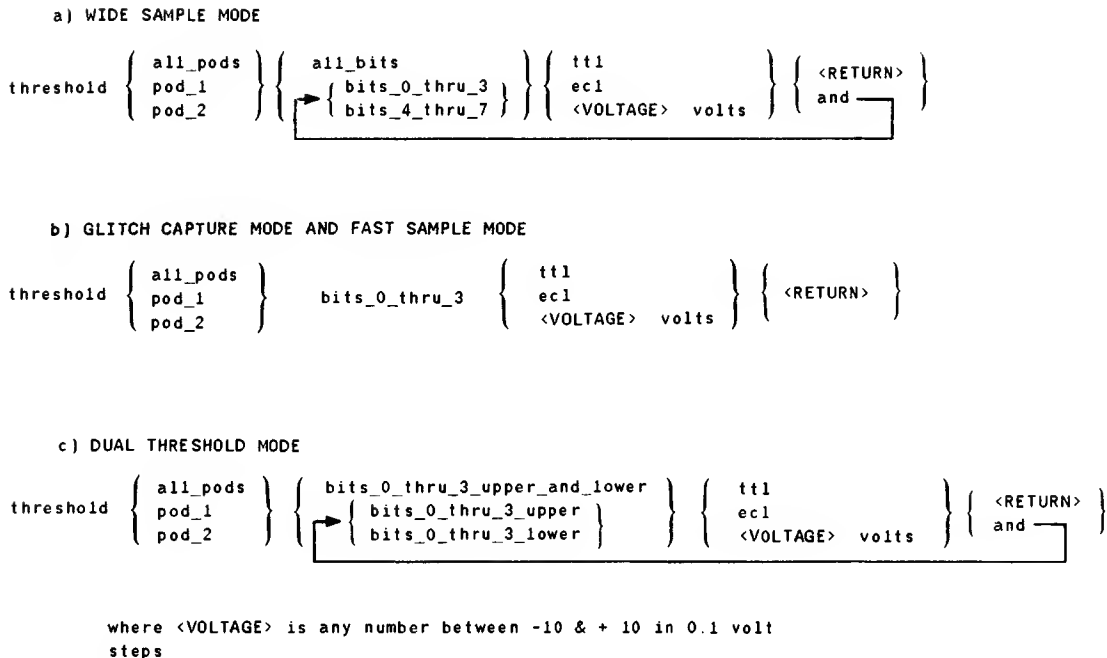 a) WIDE SAMPLE MODE
all_pods all_bits ttl <RETURN>
threshold pod_1 bits_0_thru_3 ecl and
pod_2 bits_4_thru_7 <VOLTAGE> volts
b) GLITCH CAPTURE MODE AND FAST SAMPLE MODE
all_pods ttl
threshold pod_1 bits_0_thru_3 ecl <RETURN>
pod_2 <VOLTAGE> volts
c) DUAL THRESHOLD MODE
all_pods bits_0_thru_3_upper_and_lower ttl <RETURN>
threshold pod_1 bits_0_thru_3_upper ecl and
pod_2 bits_0_thru_3_lower <VOLTAGE> volts
where <VOLTAGE> is any number between -10 & + 10 in 0.1 volt
steps